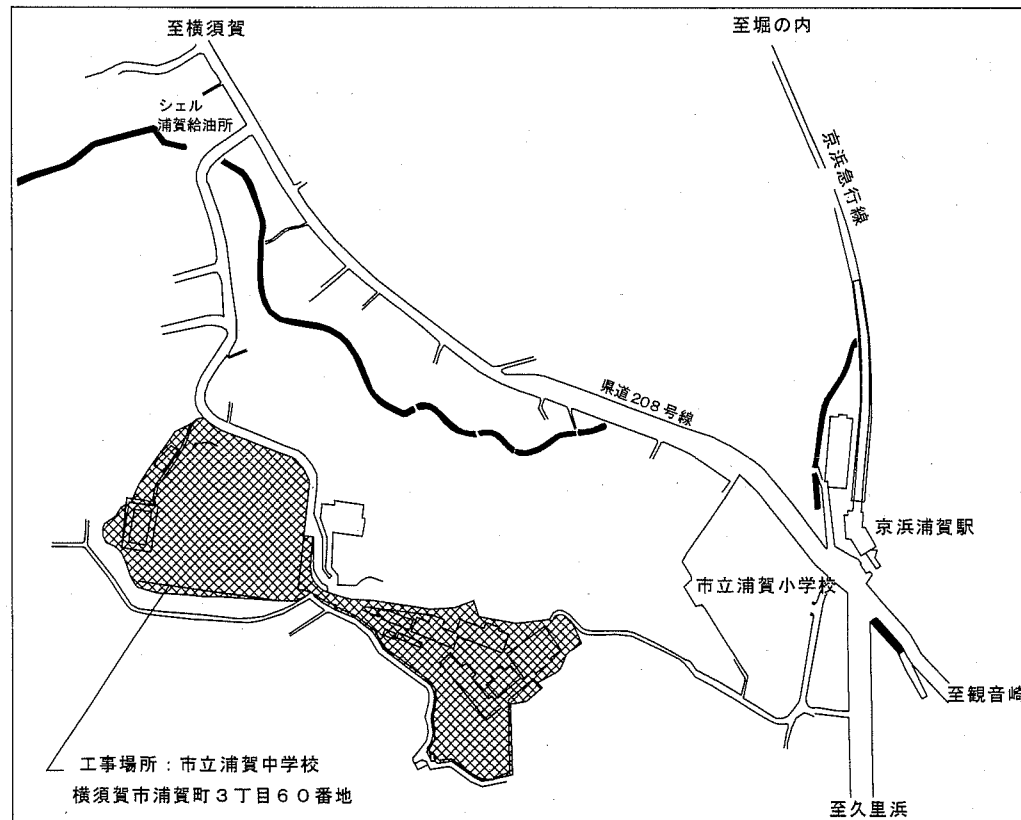 至横須賀
至堀の内
シェル
浦賀給油所
京浜急行線
県道208号線
京浜浦賀駅
市立浦賀小学校
至観音崎
工事場所：市立浦賀中学校
横須賀市浦賀町３丁目６０番地
至久里浜